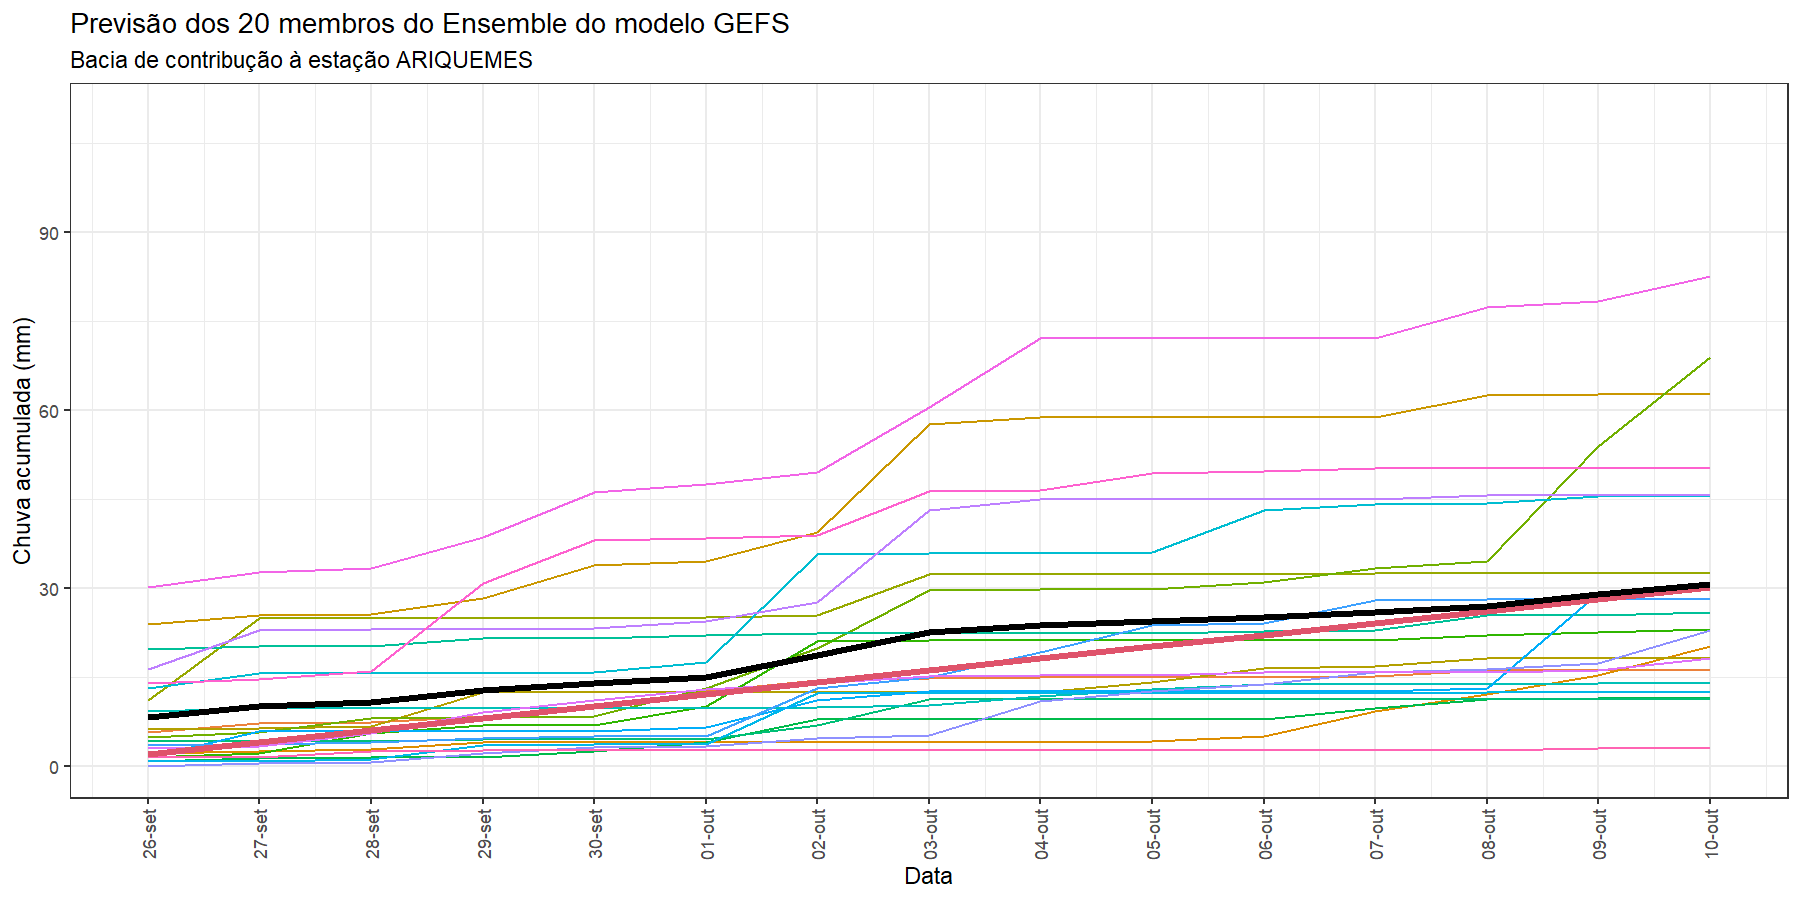 Previsão dos 20 membros do Ensemble do modelo GEFS
Bacia de contribução à estação ARIQUEMES
Chuva acumulada (mm)
90
60
30
0
26-set
27-set
28-set
29-set
30-set
01-out
02-out
03-out
04-out
05-out
06-out
07-out
08-out
09-out
10-out
Data